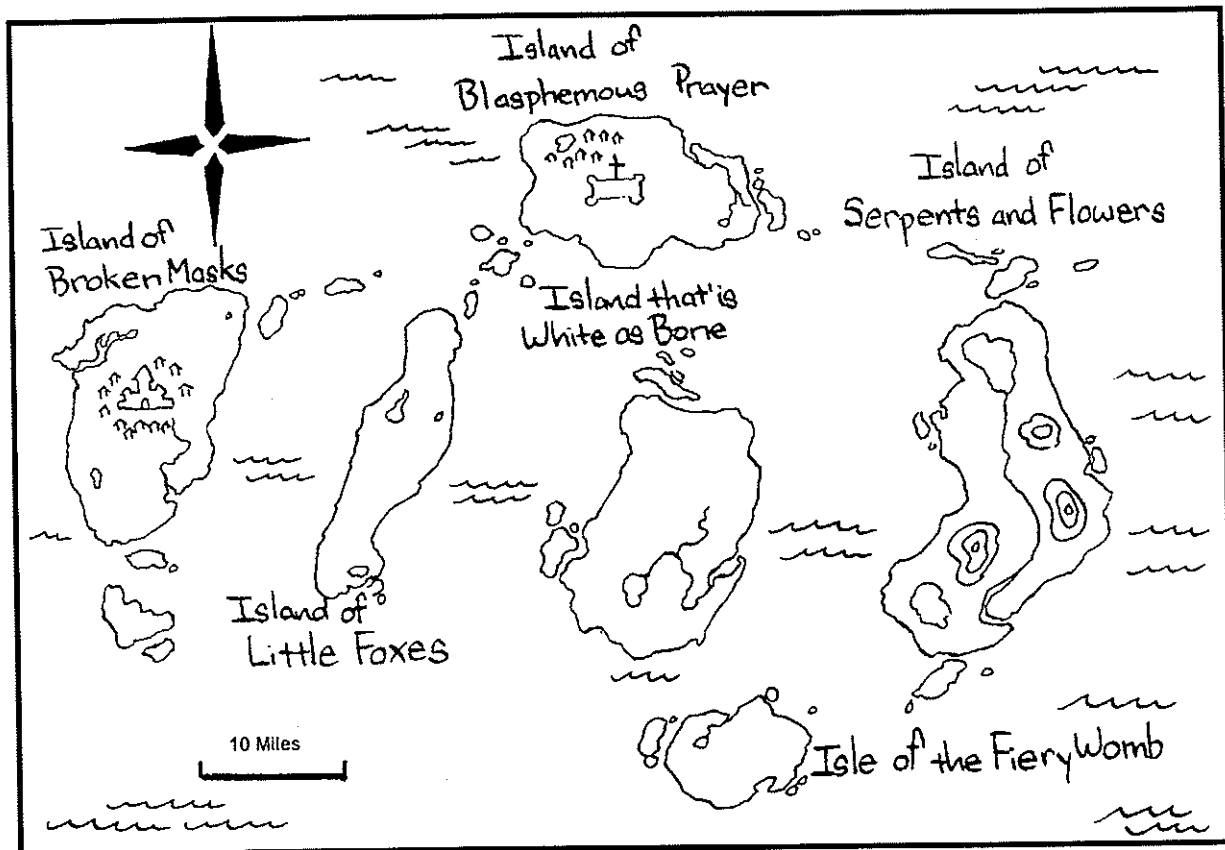 Island of
Blasphemous Prayer
Island of
Serpents and Flowers
Island of
Broken Masks
Island that is
White as Bone
Island of
Little Foxes
10 Miles
Isle of the Fiery Womb